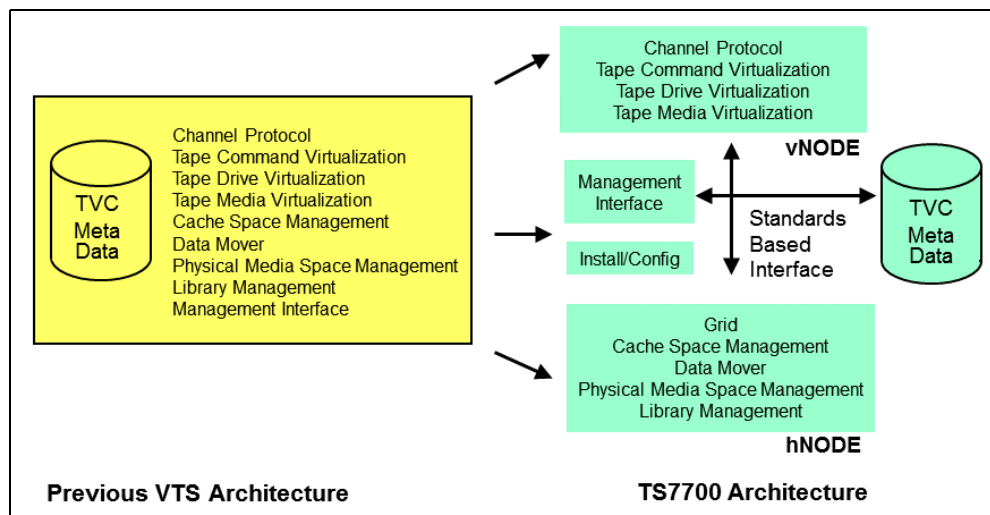 TVC
Meta
Data
Channel Protocol
Tape Command Virtualization
Tape Drive Virtualization
Tape Media Virtualization
Cache Space Management
Data Mover
Physical Media Space Management
Library Management
Management Interface
Previous VTS Architecture
Channel Protocol
Tape Command Virtualization
Tape Drive Virtualization
Tape Media Virtualization
vNODE
Management
Interface
Install/Config
Standards
Based
Interface
TVC
Meta
Data
Grid
Cache Space Management
Data Mover
Physical Media Space Management
Library Management
hNODE
TS7700 Architecture